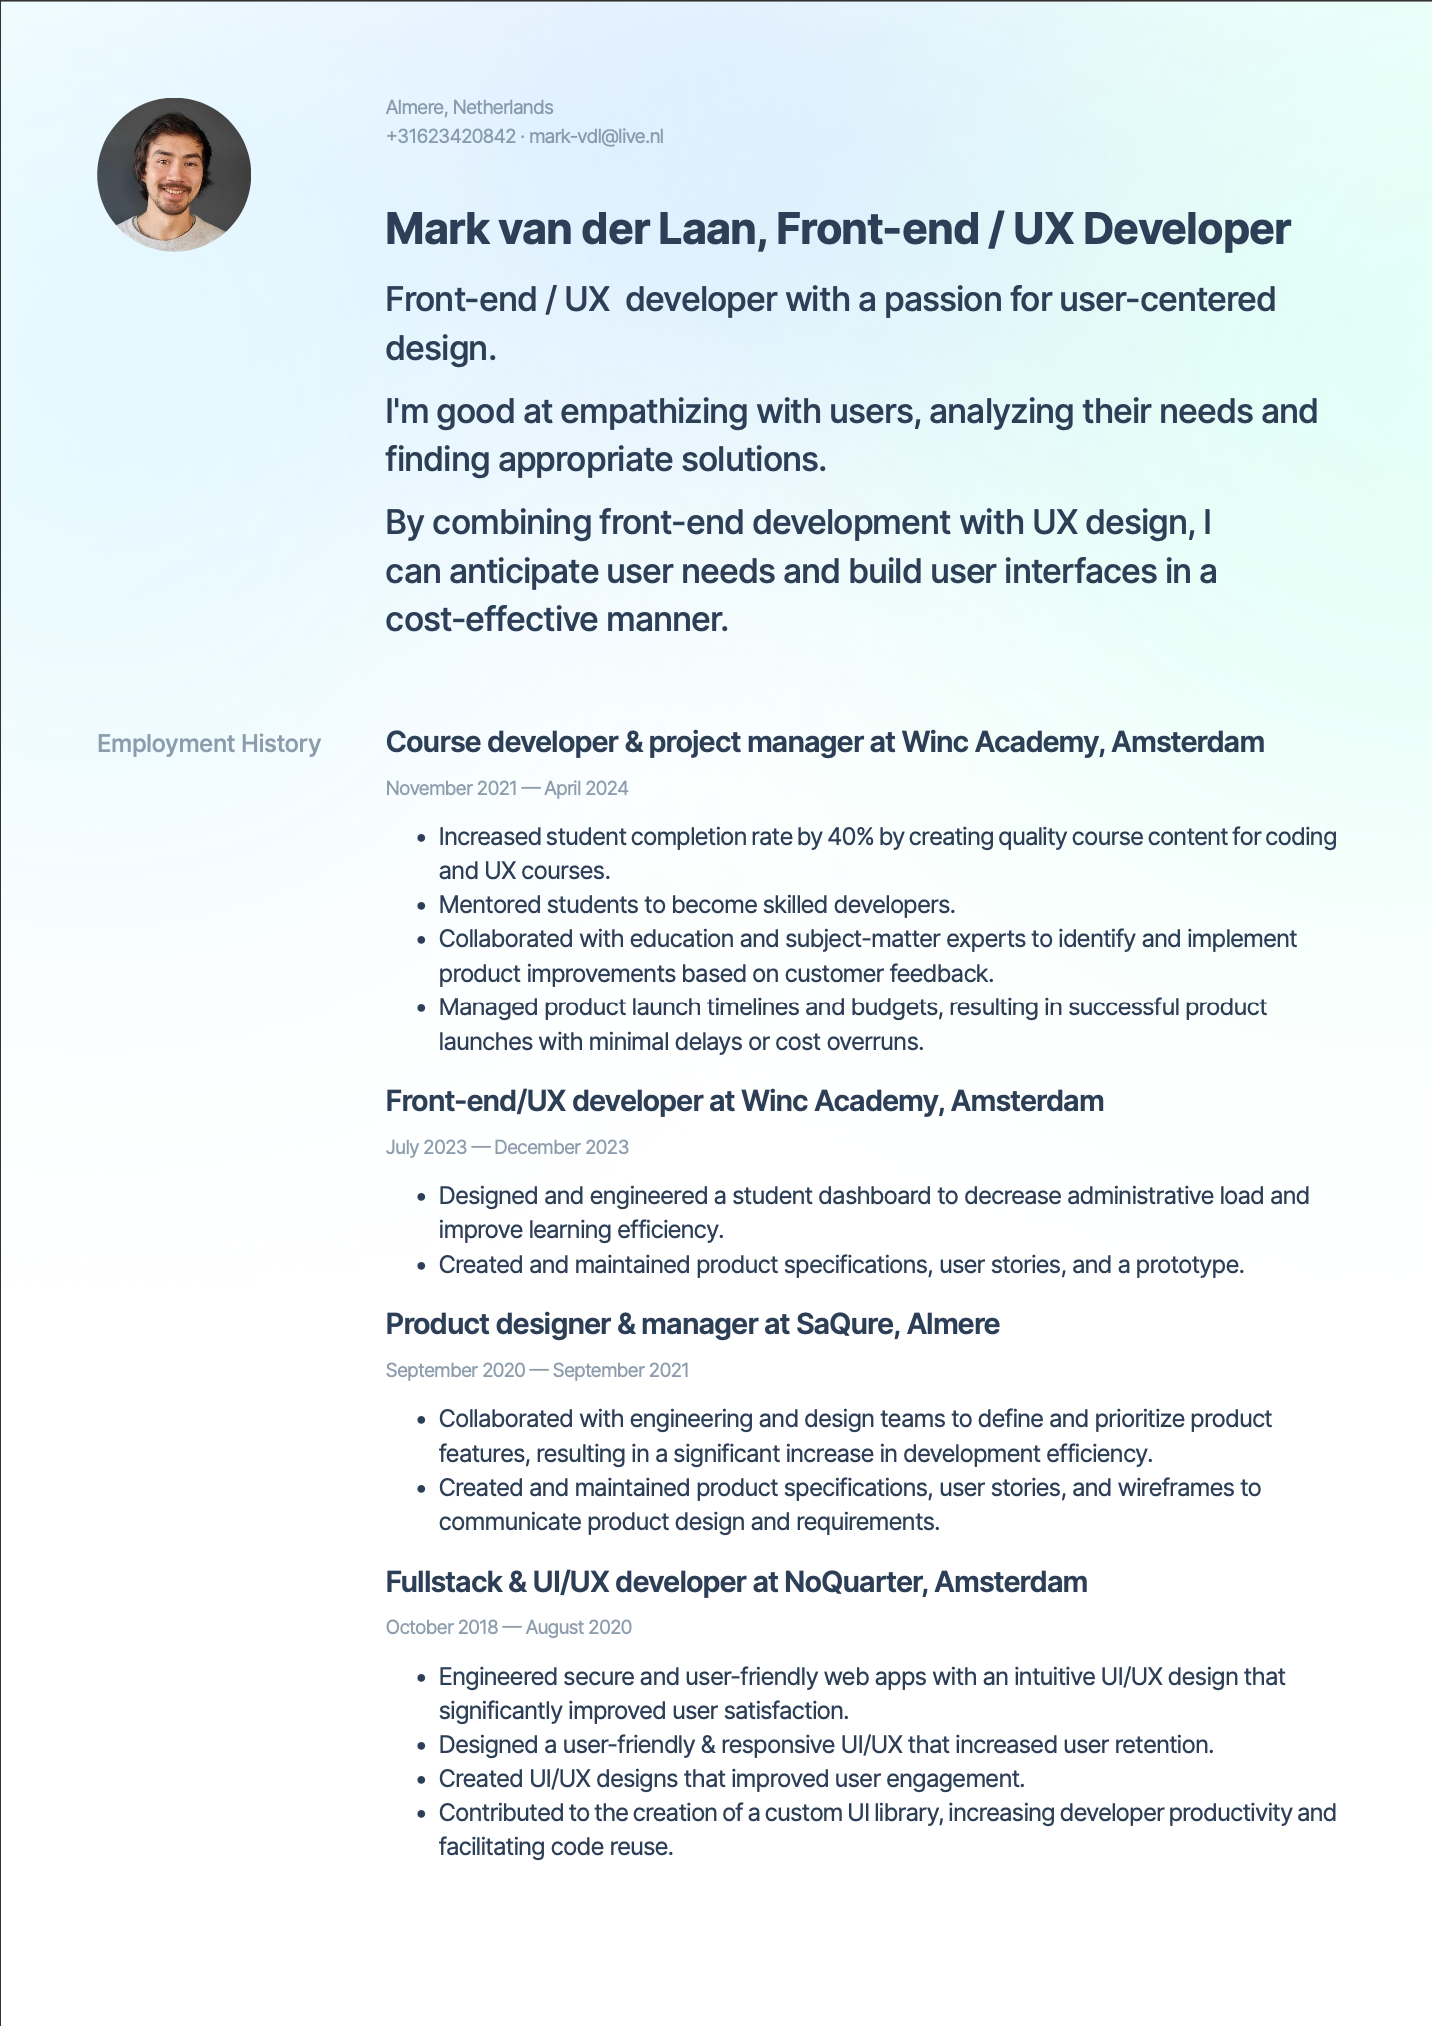 Almere, Netherlands
+31623420842 · mark-vdl@live.nl
Mark van der Laan, Front-end / UX Developer
Front-end / UX  developer with a passion for user-centered
design.
I'm good at empathizing with users, analyzing their needs and
finding appropriate solutions.
By combining front-end development with UX design, I
can anticipate user needs and build user interfaces in a
cost-effective manner.
Employment History
Course developer & project manager at Winc Academy, Amsterdam
November 2021 — April 2024
• Increased student completion rate by 40% by creating quality course content for coding
and UX courses.
• Mentored students to become skilled developers.
• Collaborated with education and subject-matter experts to identify and implement
product improvements based on customer feedback.
• Managed product launch timelines and budgets, resulting in successful product
launches with minimal delays or cost overruns.
Front-end/UX developer at Winc Academy, Amsterdam
July 2023 — December 2023
• Designed and engineered a student dashboard to decrease administrative load and
improve learning efficiency.
• Created and maintained product specifications, user stories, and a prototype.
Product designer & manager at SaQure, Almere
September 2020 — September 2021
• Collaborated with engineering and design teams to define and prioritize product
features, resulting in a significant increase in development efficiency.
• Created and maintained product specifications, user stories, and wireframes to
communicate product design and requirements.
Fullstack & UI/UX developer at NoQuarter, Amsterdam
October 2018 — August 2020
• Engineered secure and user-friendly web apps with an intuitive UI/UX design that
significantly improved user satisfaction.
• Designed a user-friendly & responsive UI/UX that increased user retention.
• Created UI/UX designs that improved user engagement.
• Contributed to the creation of a custom UI library, increasing developer productivity and
facilitating code reuse.